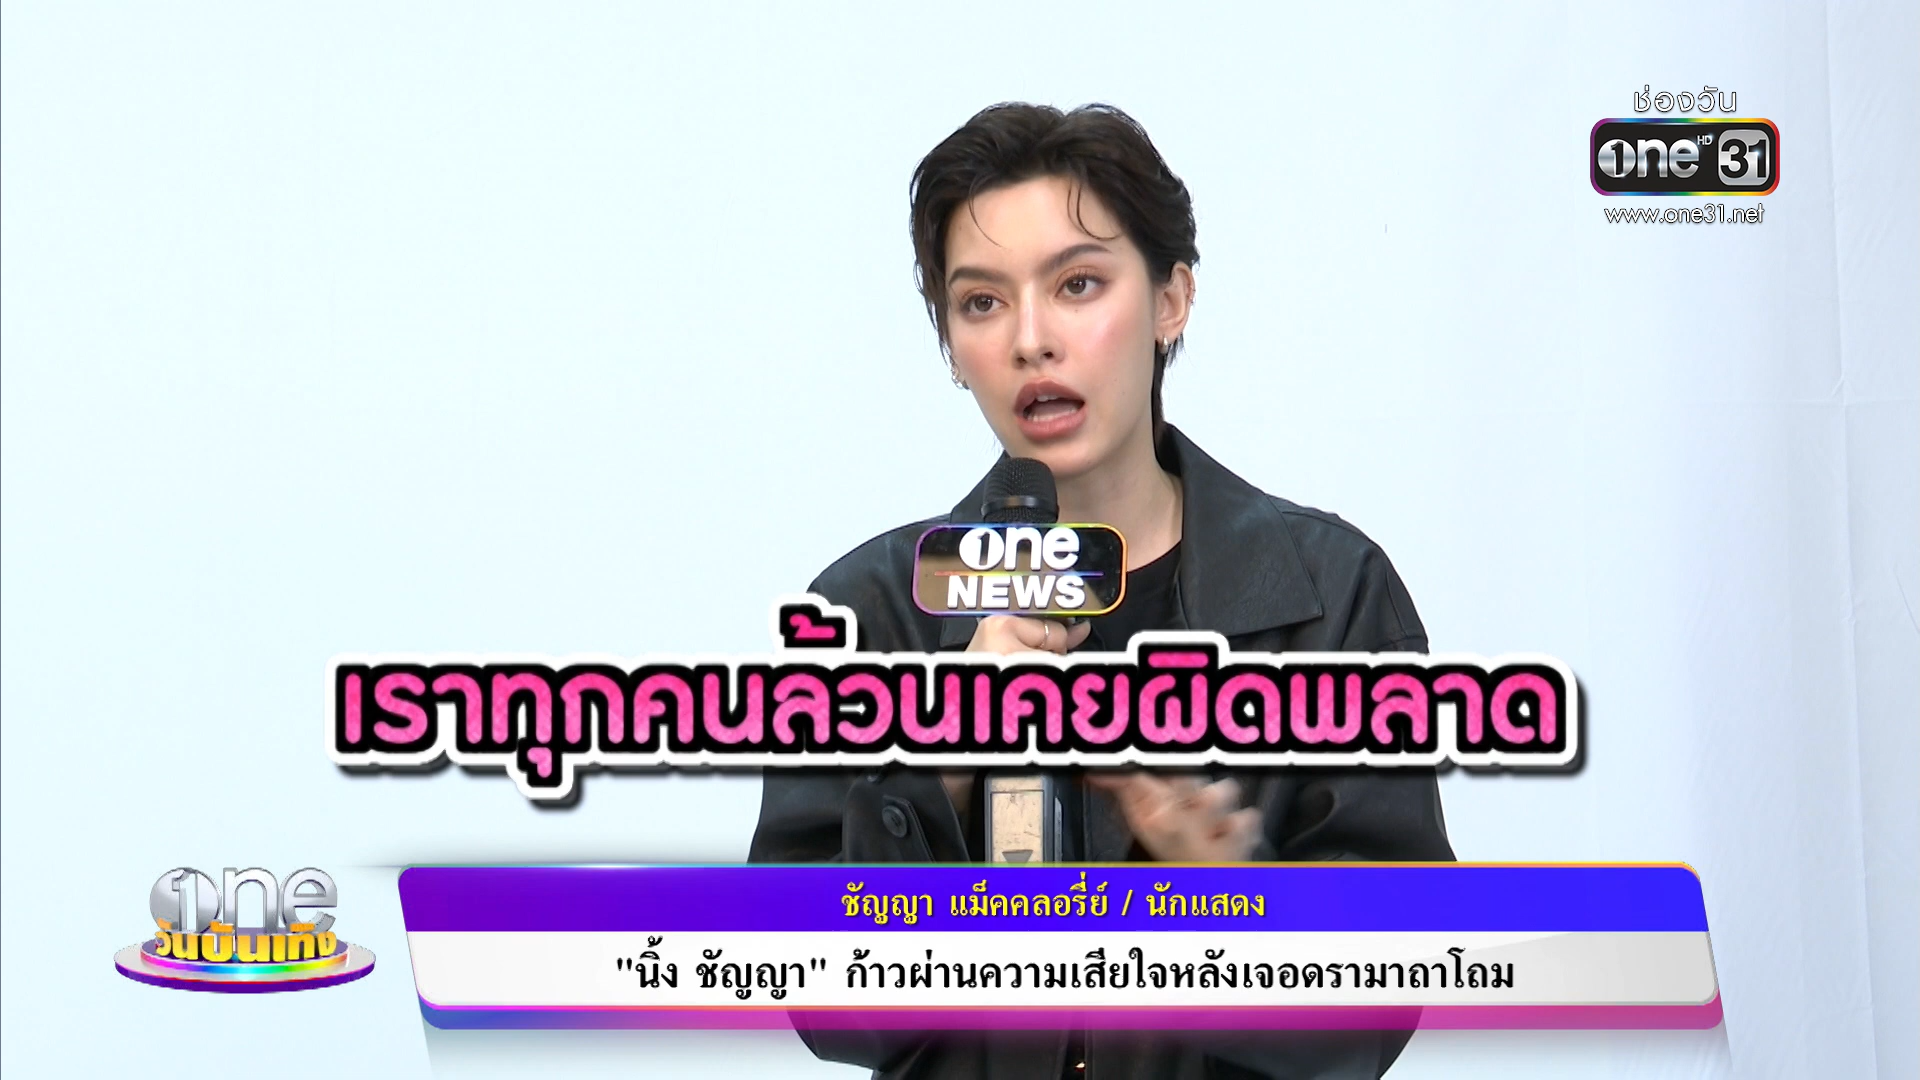 ช่องวัน
one HD 31
www.one31.net
one
NEWS
เราทุกคนล้วนเคยผิดพลาด
one
วันบันเทิง
ชัญญา แม็คคลอรี่ย์ / นักแสดง
"นิ้ง ชัญญา" ก้าวผ่านความเสียใจหลังเจอดรามาถาโถม